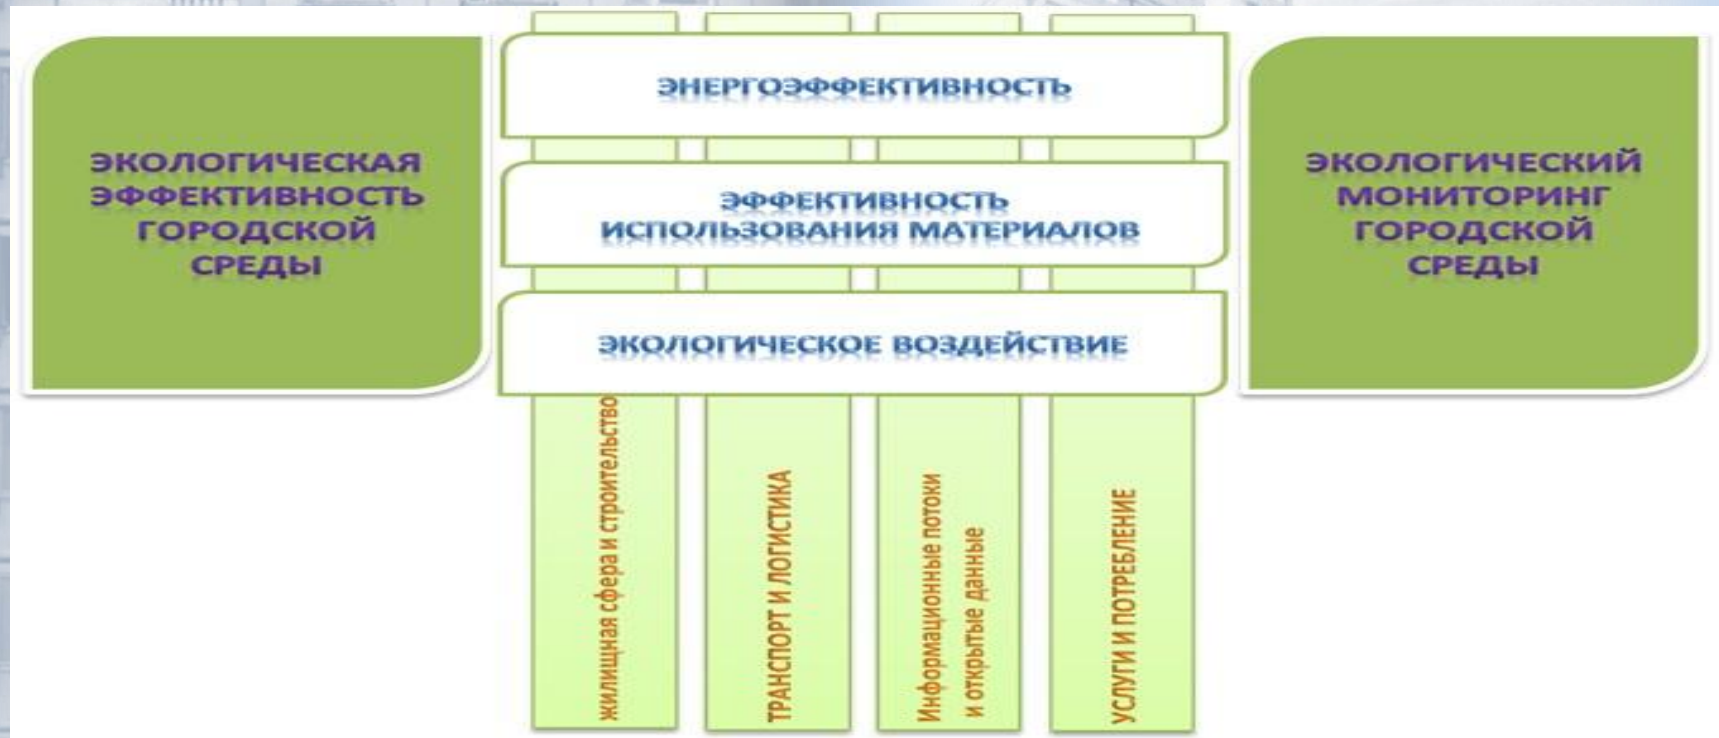 ЭКОЛОГИЧЕСКАЯ
ЭФФЕКТИВНОСТЬ
ГОРОДСКОЙ
СРЕДЫ
ЭНЕРГОЭФФЕКТИВНОСТЬ
ЭФФЕКТИВНОСТЬ
ИСПОЛЬЗОВАНИЯ МАТЕРИАЛОВ
ЭКОЛОГИЧЕСКОЕ ВОЗДЕЙСТВИЕ
ЭКОЛОГИЧЕСКИЙ
МОНИТОРИНГ
ГОРОДСКОЙ
СРЕДЫ
жилищная сфера и строительство
ТРАНСПОРТ И ЛОГИСТИКА
Информационные потоки
и открытые данные
УСЛУГИ И ПОТРЕБЛЕНИЕ